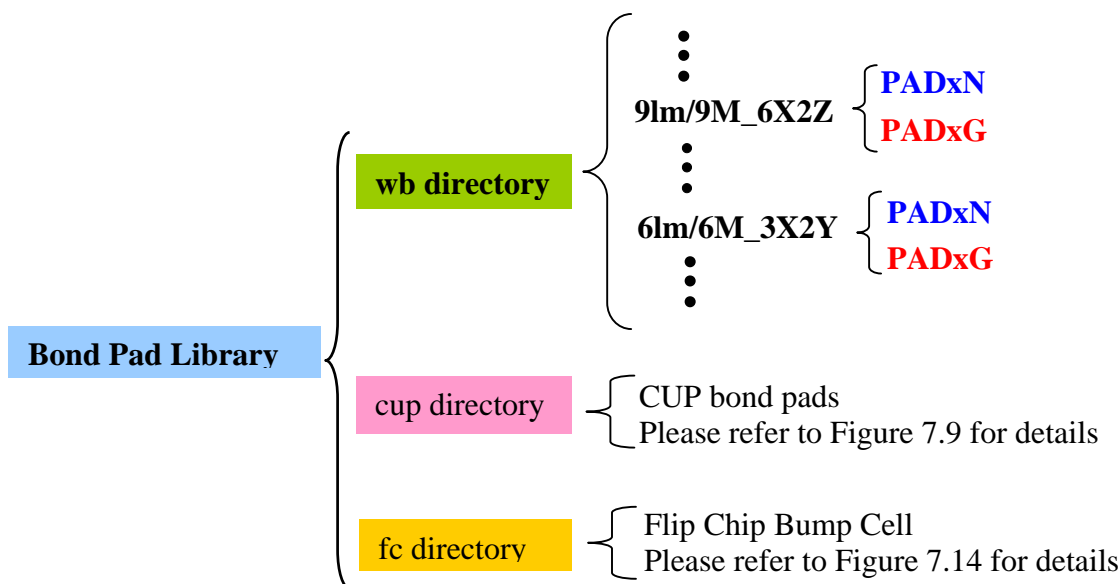 9lm/9M_6X2Z
PADxN
PADxG
wb directory
6lm/6M_3X2Y
PADxN
PADxG
Bond Pad Library
cup directory
CUP bond pads
Please refer to Figure 7.9 for details
fc directory
Flip Chip Bump Cell
Please refer to Figure 7.14 for details